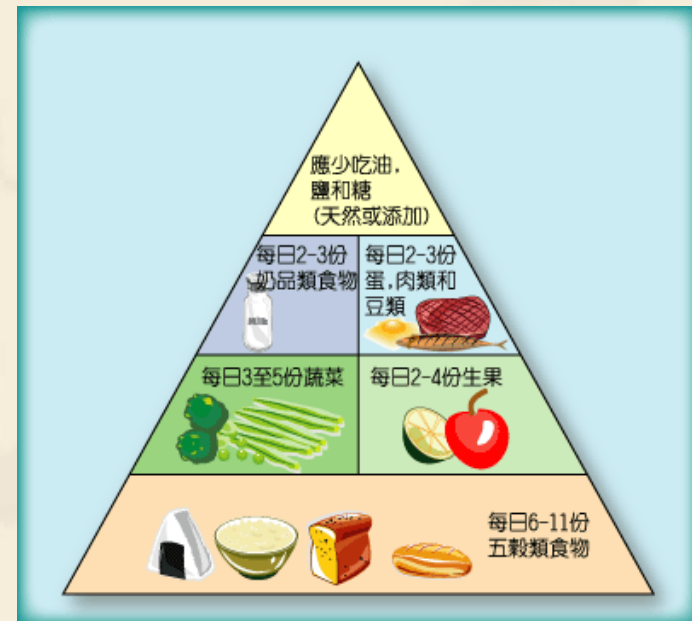 應少吃油,
鹽和糖
(天然或添加)
每日2-3份
奶品類食物
每日2-3份
蛋,肉類和
豆類
每日3至5份蔬菜
每日2-4份生果
每日6-11份
五穀類食物